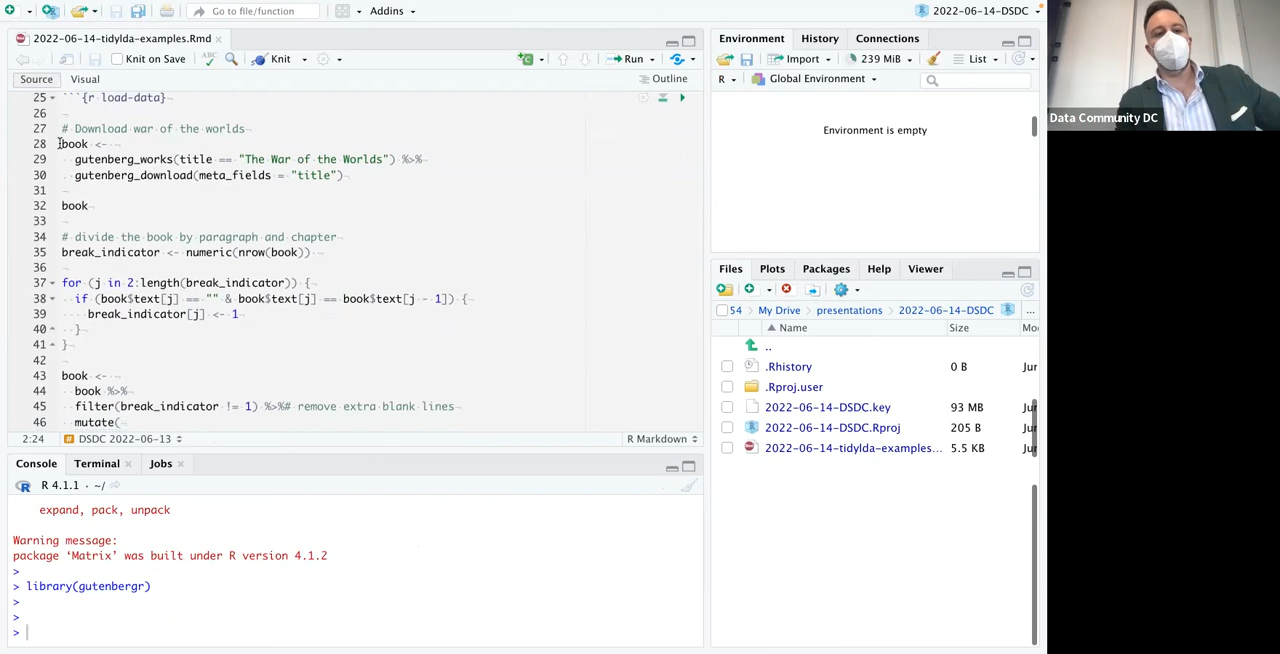 Go to file/function
Addins
2022-06-14-DSDC
2022-06-14-tidylda-examples.Rmd
Knit on Save
ABC
Knit
Run
Source
Visual
Outline
25 ```{r load-data}
26
27 # Download war of the worlds
28 book <-
29 gutenberg_works(title == "The War of the Worlds") %>%
30 gutenberg_download(meta_fields = "title")
31
32 book
33
34 # divide the book by paragraph and chapter
35 break_indicator <- numeric(nrow(book))
36
37 for (j in 2:length(break_indicator)) {
38 if (book$text[j] == "" & book$text[j] == book$text[j - 1]) {
39 break_indicator[j] <- 1
40 }
41 }
42
43 book <-
44 book %>%
45 filter(break_indicator != 1) %>%# remove extra blank lines
46 mutate(
2:24
DSDC 2022-06-13
R Markdown
Console
Terminal
Jobs
R 4.1.1 · ~/
expand, pack, unpack
Warning message:
package ‘Matrix’ was built under R version 4.1.2
>
> library(gutenbergr)
>
>
>
Environment
History
Connections
Import
239 MiB
List
R
Global Environment
Environment is empty
Files
Plots
Packages
Help
Viewer
54
My Drive
presentations
2022-06-14-DSDC
...
Name
Size
..
.Rhistory
0 B
Jur
.Rproj.user
2022-06-14-DSDC.key
93 MB
Jur
2022-06-14-DSDC.Rproj
205 B
Jur
2022-06-14-tidylda-examples...
5.5 KB
Jur
Data Community DC